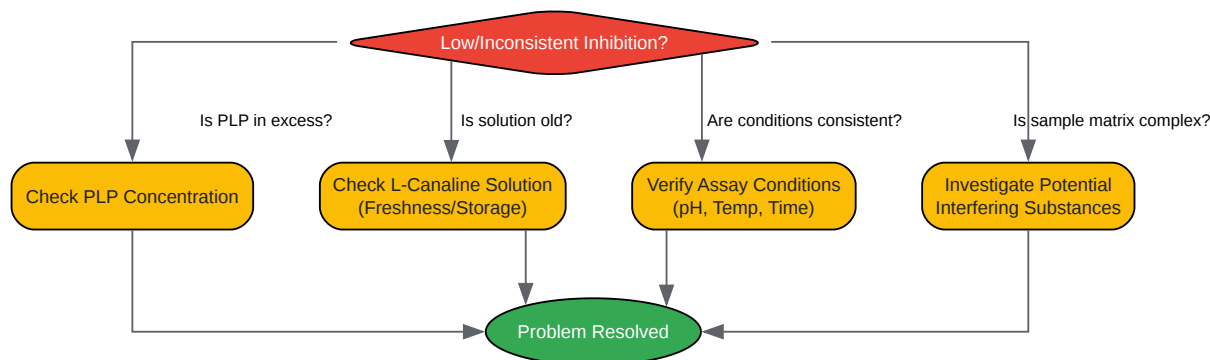 Low/Inconsistent Inhibition?
Is PLP in excess?
Is solution old?
Are conditions consistent?
Is sample matrix complex?
Check PLP Concentration
Check L-Canaline Solution
(Freshness/Storage)
Verify Assay Conditions
(pH, Temp, Time)
Investigate Potential
Interfering Substances
Problem Resolved